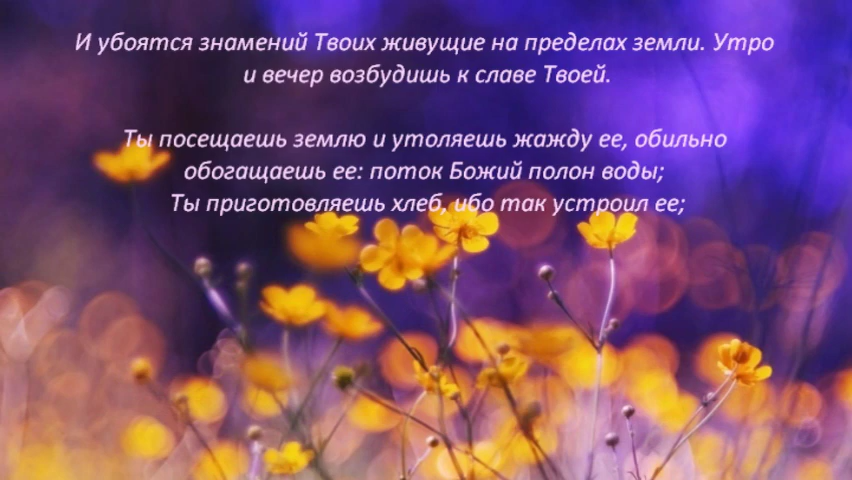 И убоятся знамений Твоих живущие на пределах земли. Утро
и вечер возбудишь к славе Твоей.
Ты посещаешь землю и утоляешь жажду ее, обильно
обогащаешь ее: поток Божий полон воды;
Ты приготовляешь хлеб, ибо так устроил ее;